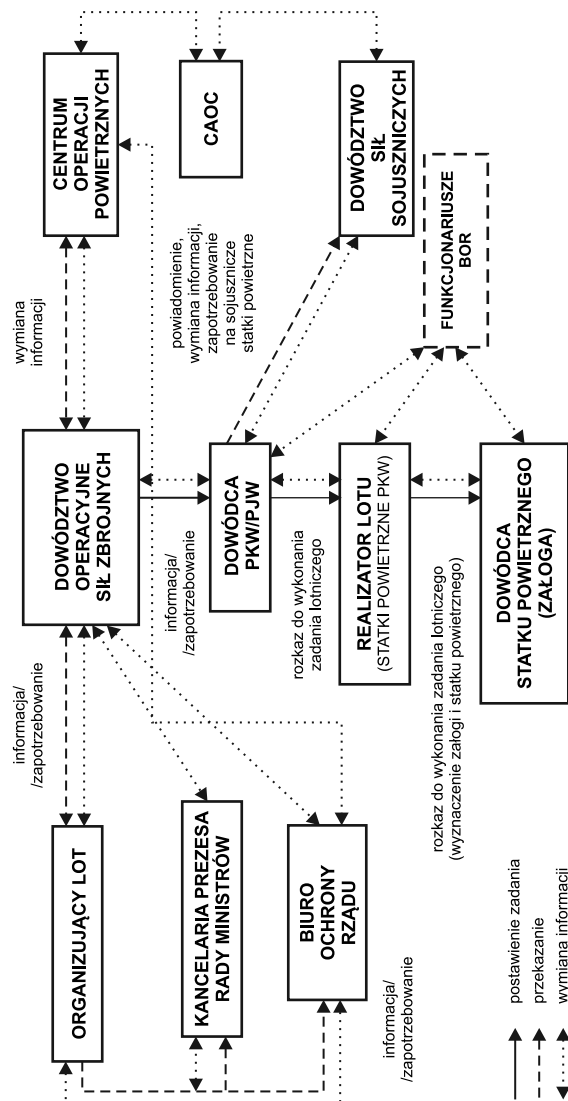 ORGANIZUJĄCY LOT
informacja/
/zapotrzebowanie
DOWÓDZTWO
OPERACYJNE
SIŁ ZBROJNYCH
wymiana
informacji
CENTRUM
OPERACJI
POWIETRZNYCH
KANCELARIA PREZESA
RADY MINISTRÓW
informacja/
/zapotrzebowanie
powiadomienie,
wymiana informacji,
zapotrzebowanie
na sojusznicze
statki powietrzne
CAOC
DOWÓDCA
PKW/PJW
BIURO
OCHRONY
RZĄDU
rozkaz do wykonania
zadania lotniczego
REALIZATOR LOTU
(STATKI POWIETRZNE PKW)
DOWÓDZTWO
SIŁ
SOJUSZNICZYCH
informacja/
/zapotrzebowanie
FUNKCJONARIUSZE
BOR
rozkaz do wykonania zadania lotniczego
(wyznaczenie załogi i statku powietrznego)
DOWÓDCA
STATKU POWIETRZNEGO
(ZAŁOGA)
postawienie zadania
przekazanie
wymiana informacji